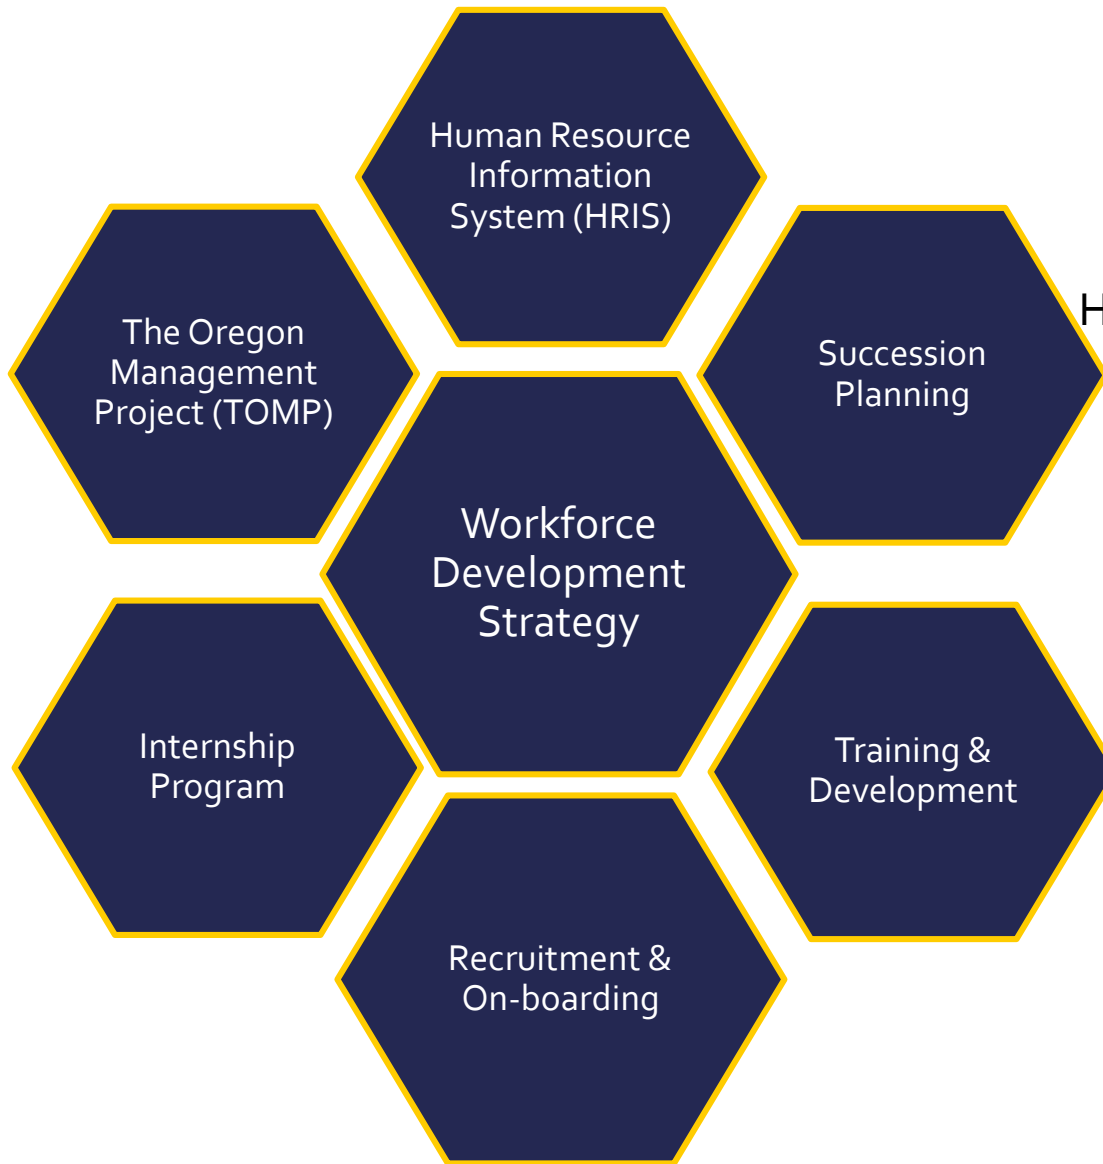 Human Resource
Information
System (HRIS)
The Oregon
Management
Project (TOMP)
H
Succession
Planning
Workforce
Development
Strategy
Internship
Program
Training &
Development
Recruitment &
On-boarding